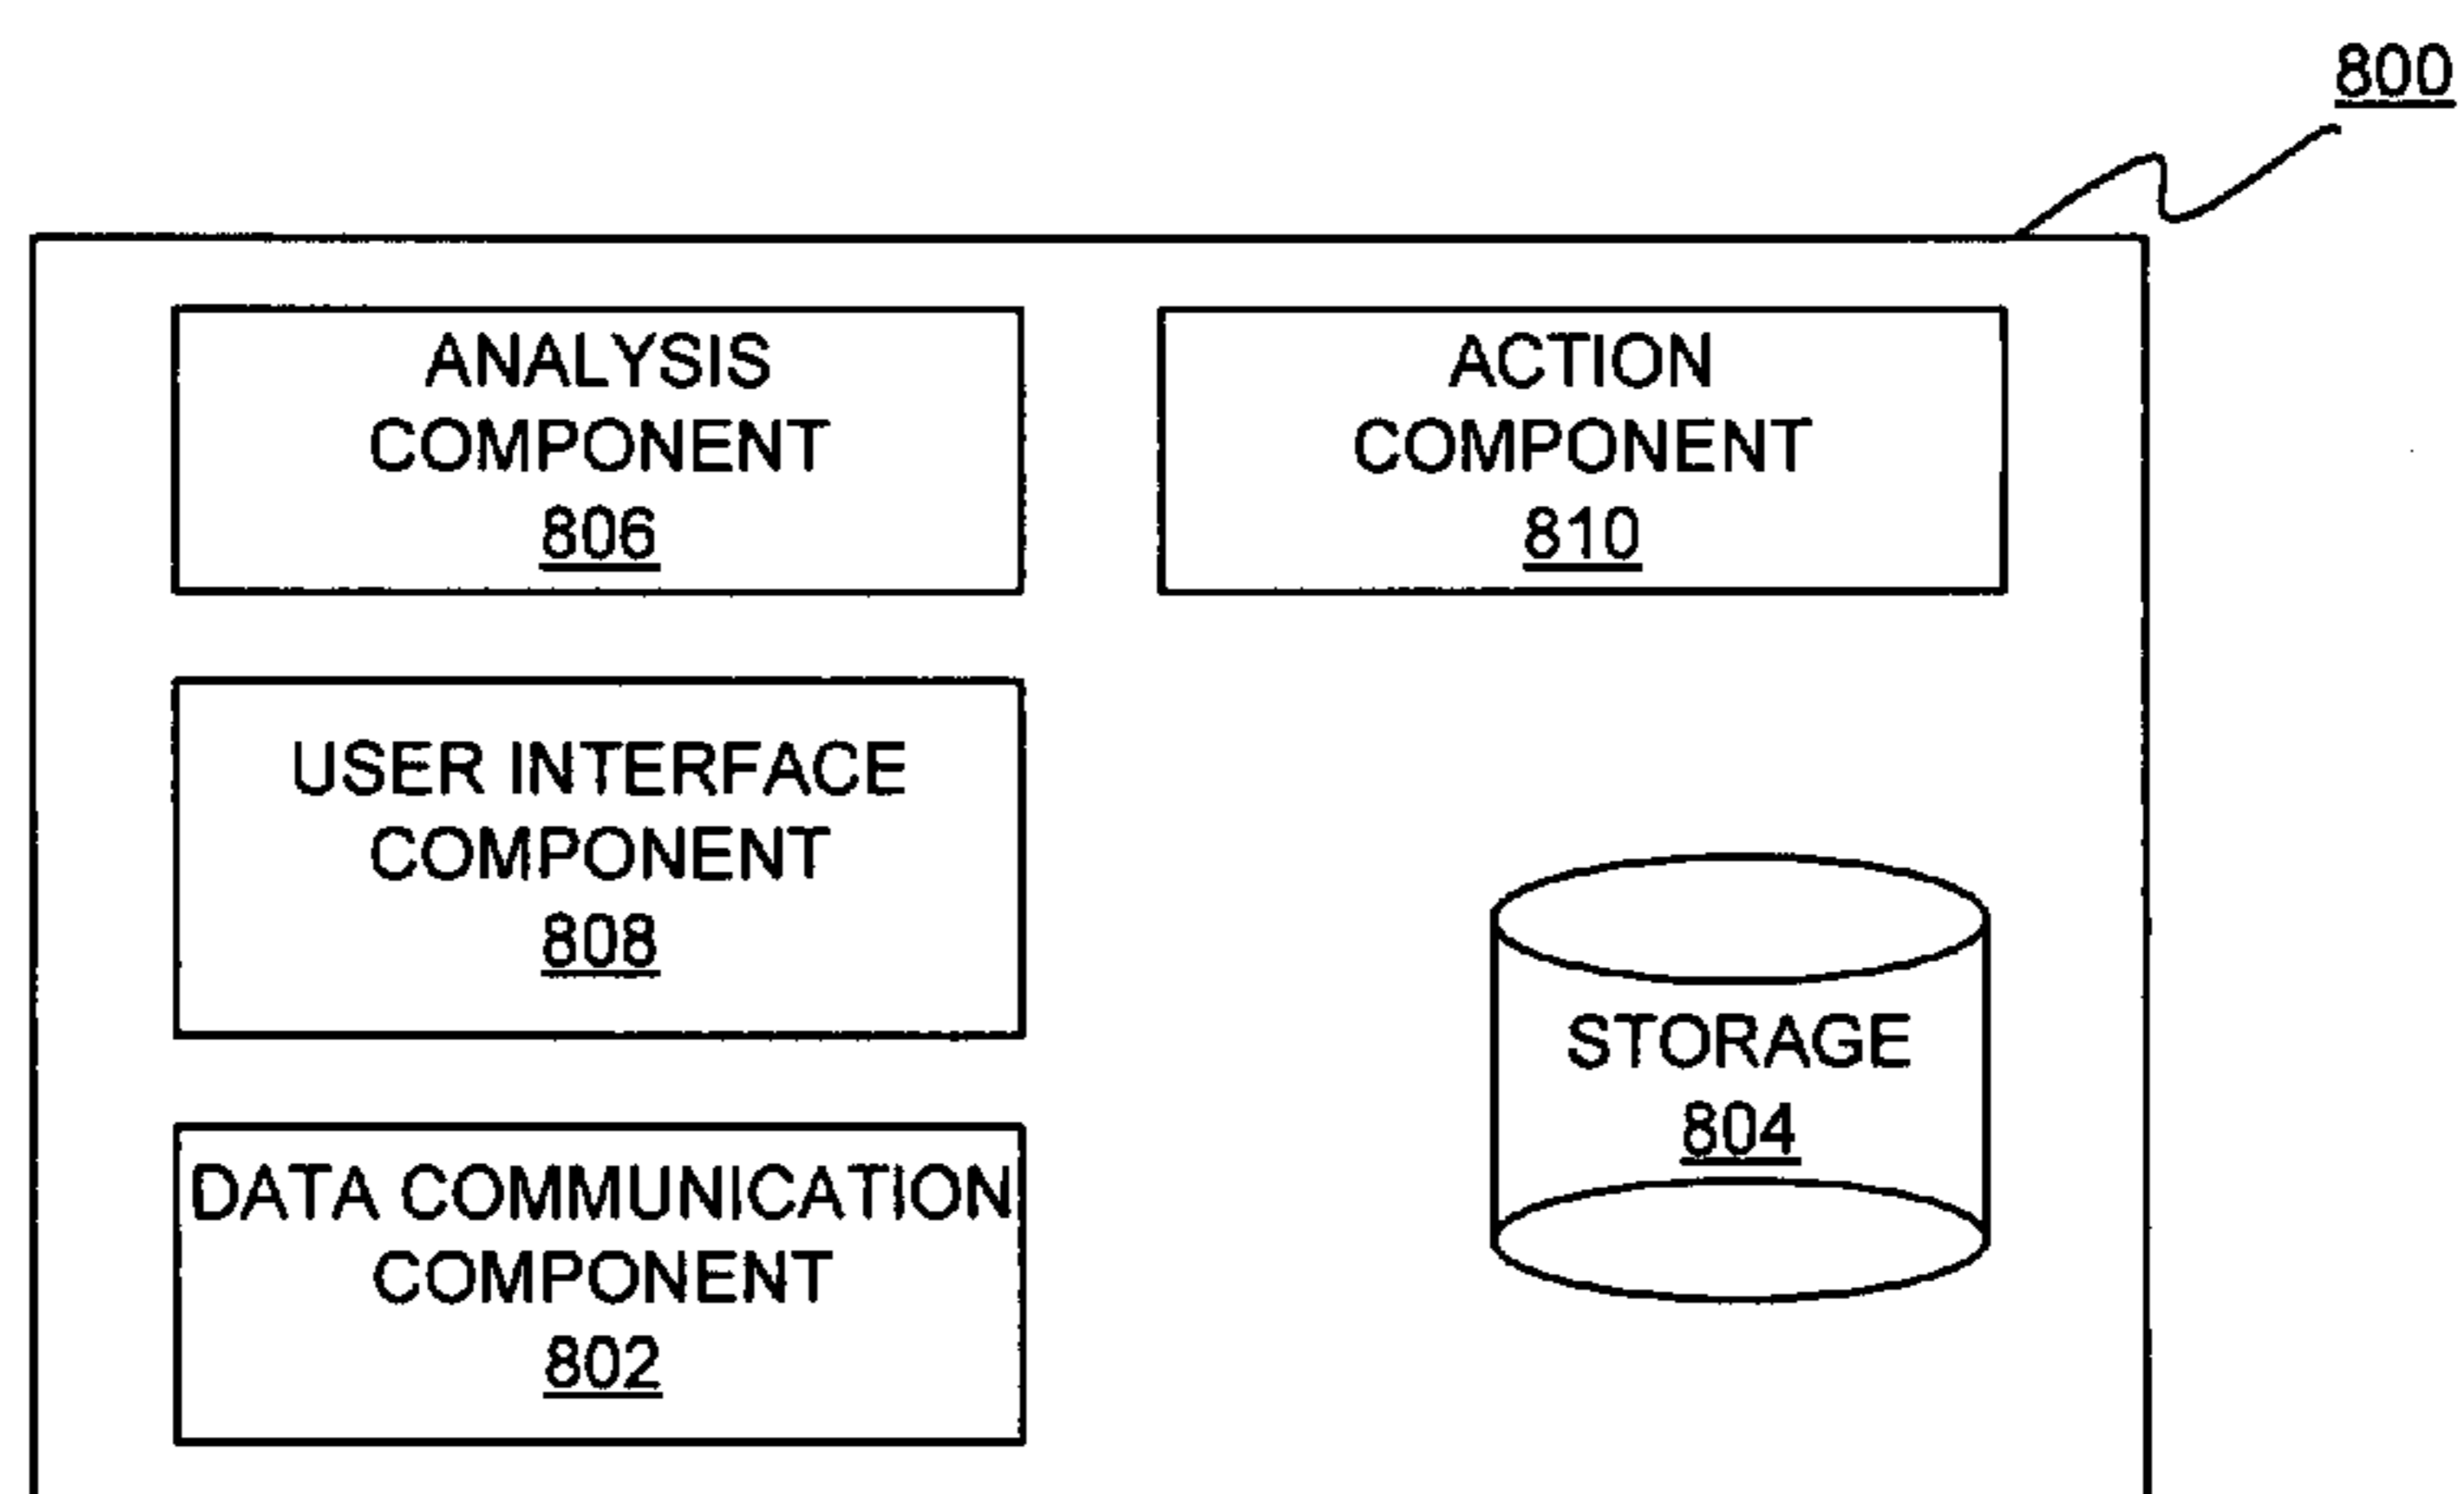 800
ANALYSIS
COMPONENT
806
ACTION
COMPONENT
810
USER INTERFACE
COMPONENT
808
STORAGE
804
DATA COMMUNICATION
COMPONENT
802